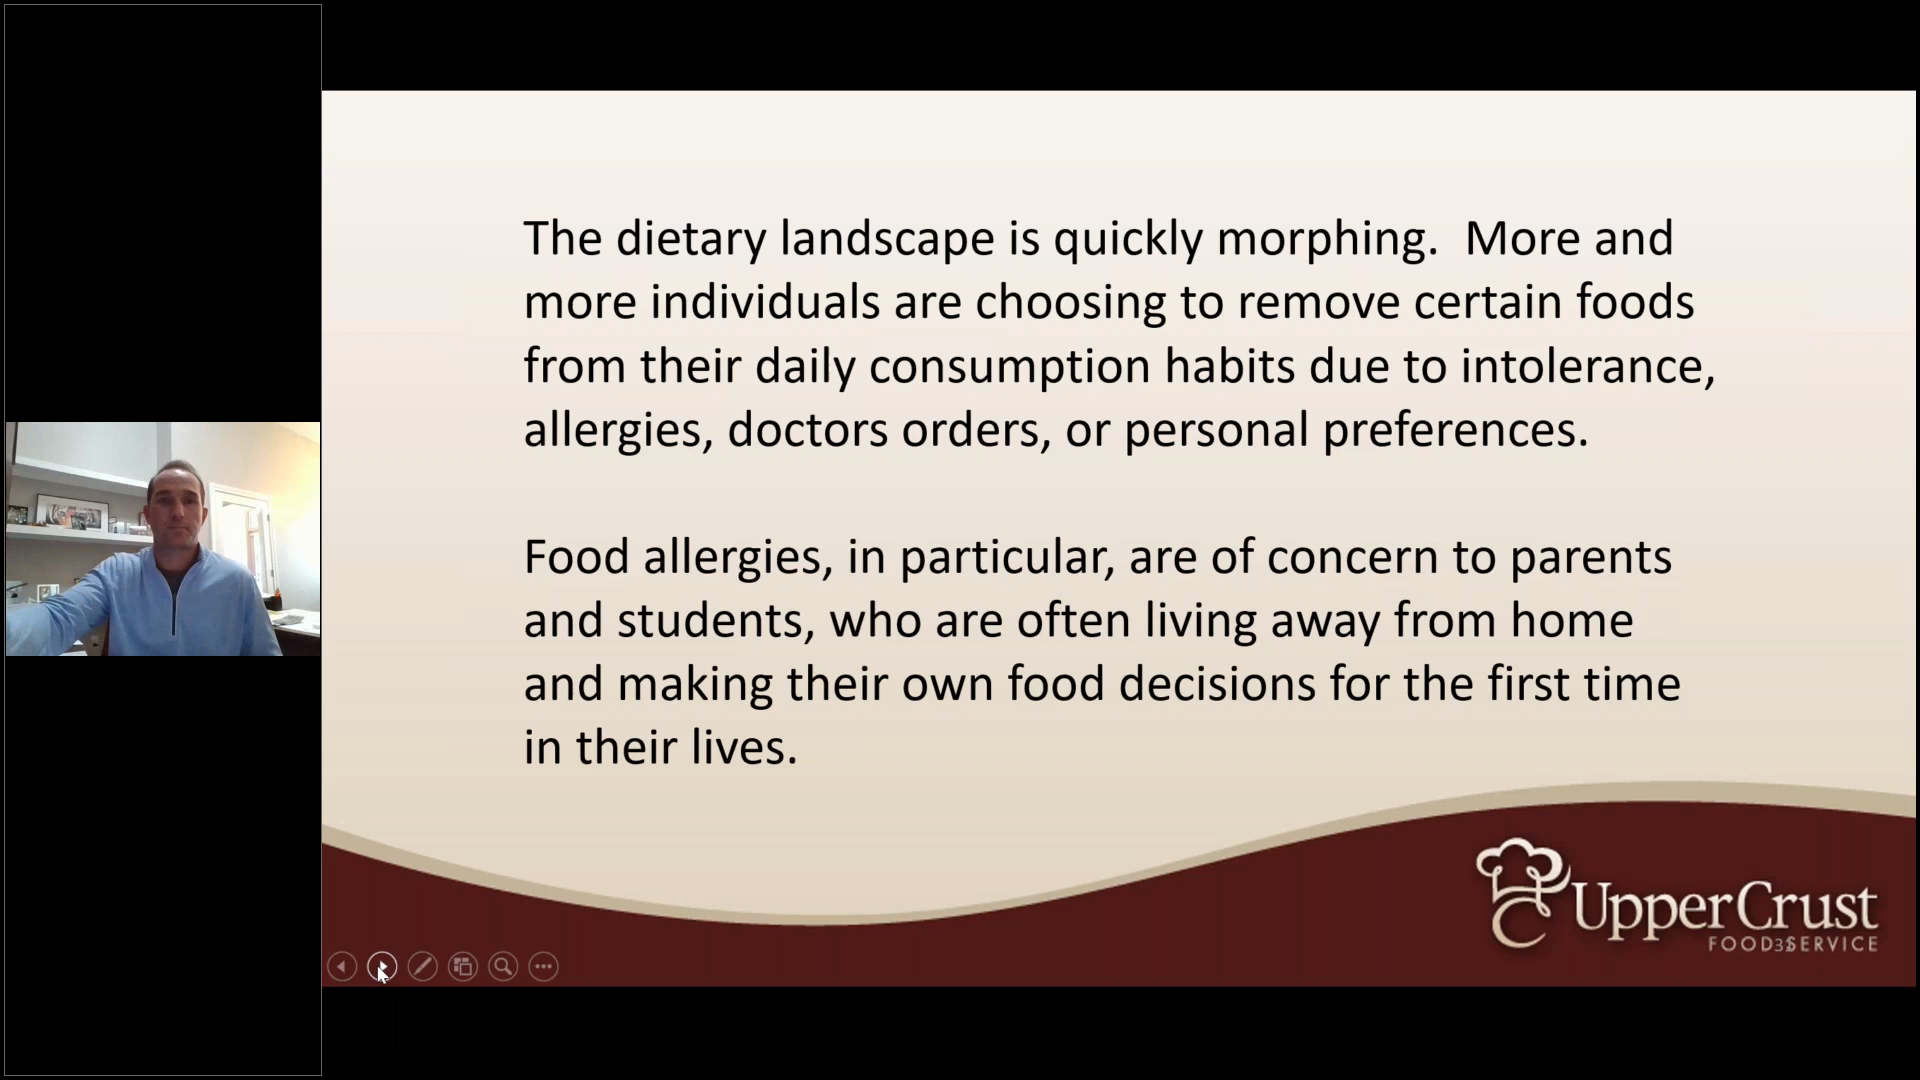 The dietary landscape is quickly morphing.  More and
more individuals are choosing to remove certain foods
from their daily consumption habits due to intolerance,
allergies, doctors orders, or personal preferences.
Food allergies, in particular, are of concern to parents
and students, who are often living away from home
and making their own food decisions for the first time
in their lives.
UpperCrust
FOOD SERVICE